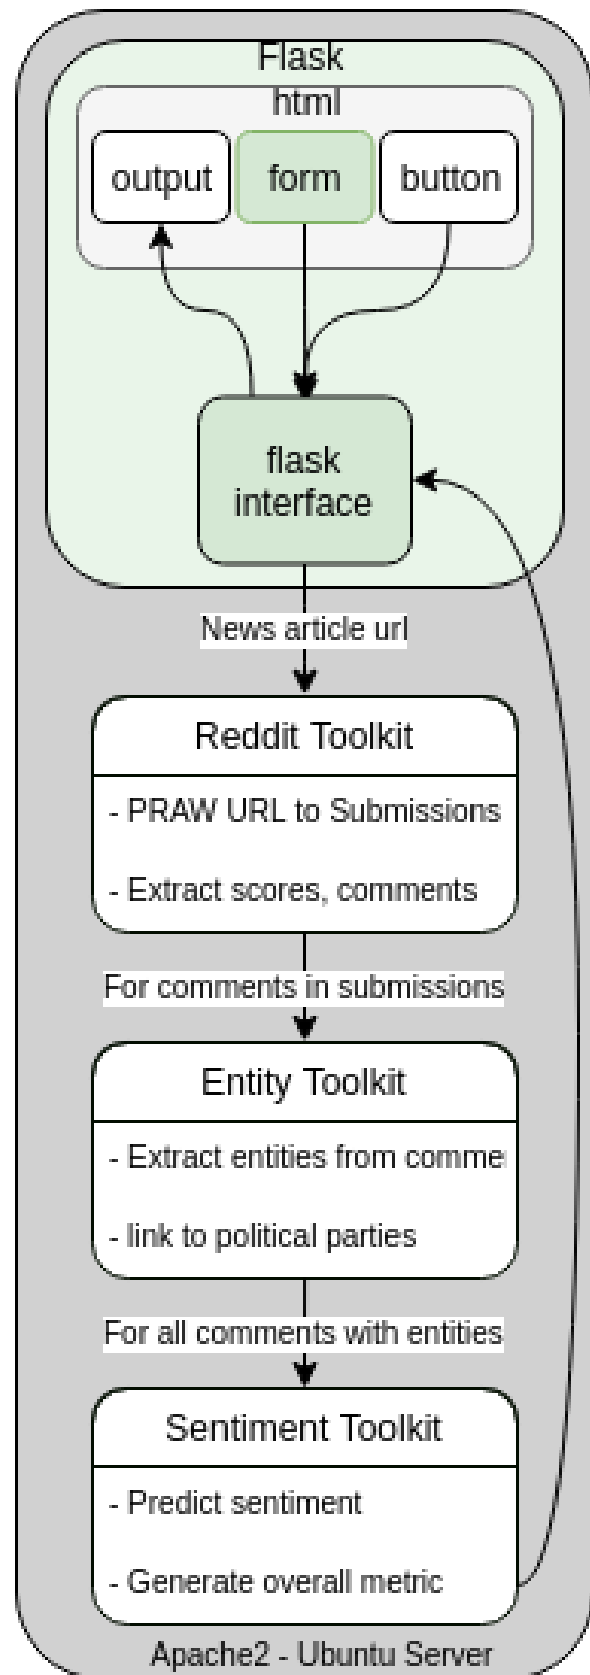 Flask
html
output
form
button
flask
interface
News article url
Reddit Toolkit
- PRAW URL to Submissions
- Extract scores, comments
For comments in submissions
Entity Toolkit
- Extract entities from comme
- link to political parties
For all comments with entities
Sentiment Toolkit
- Predict sentiment
- Generate overall metric
Apache2 - Ubuntu Server